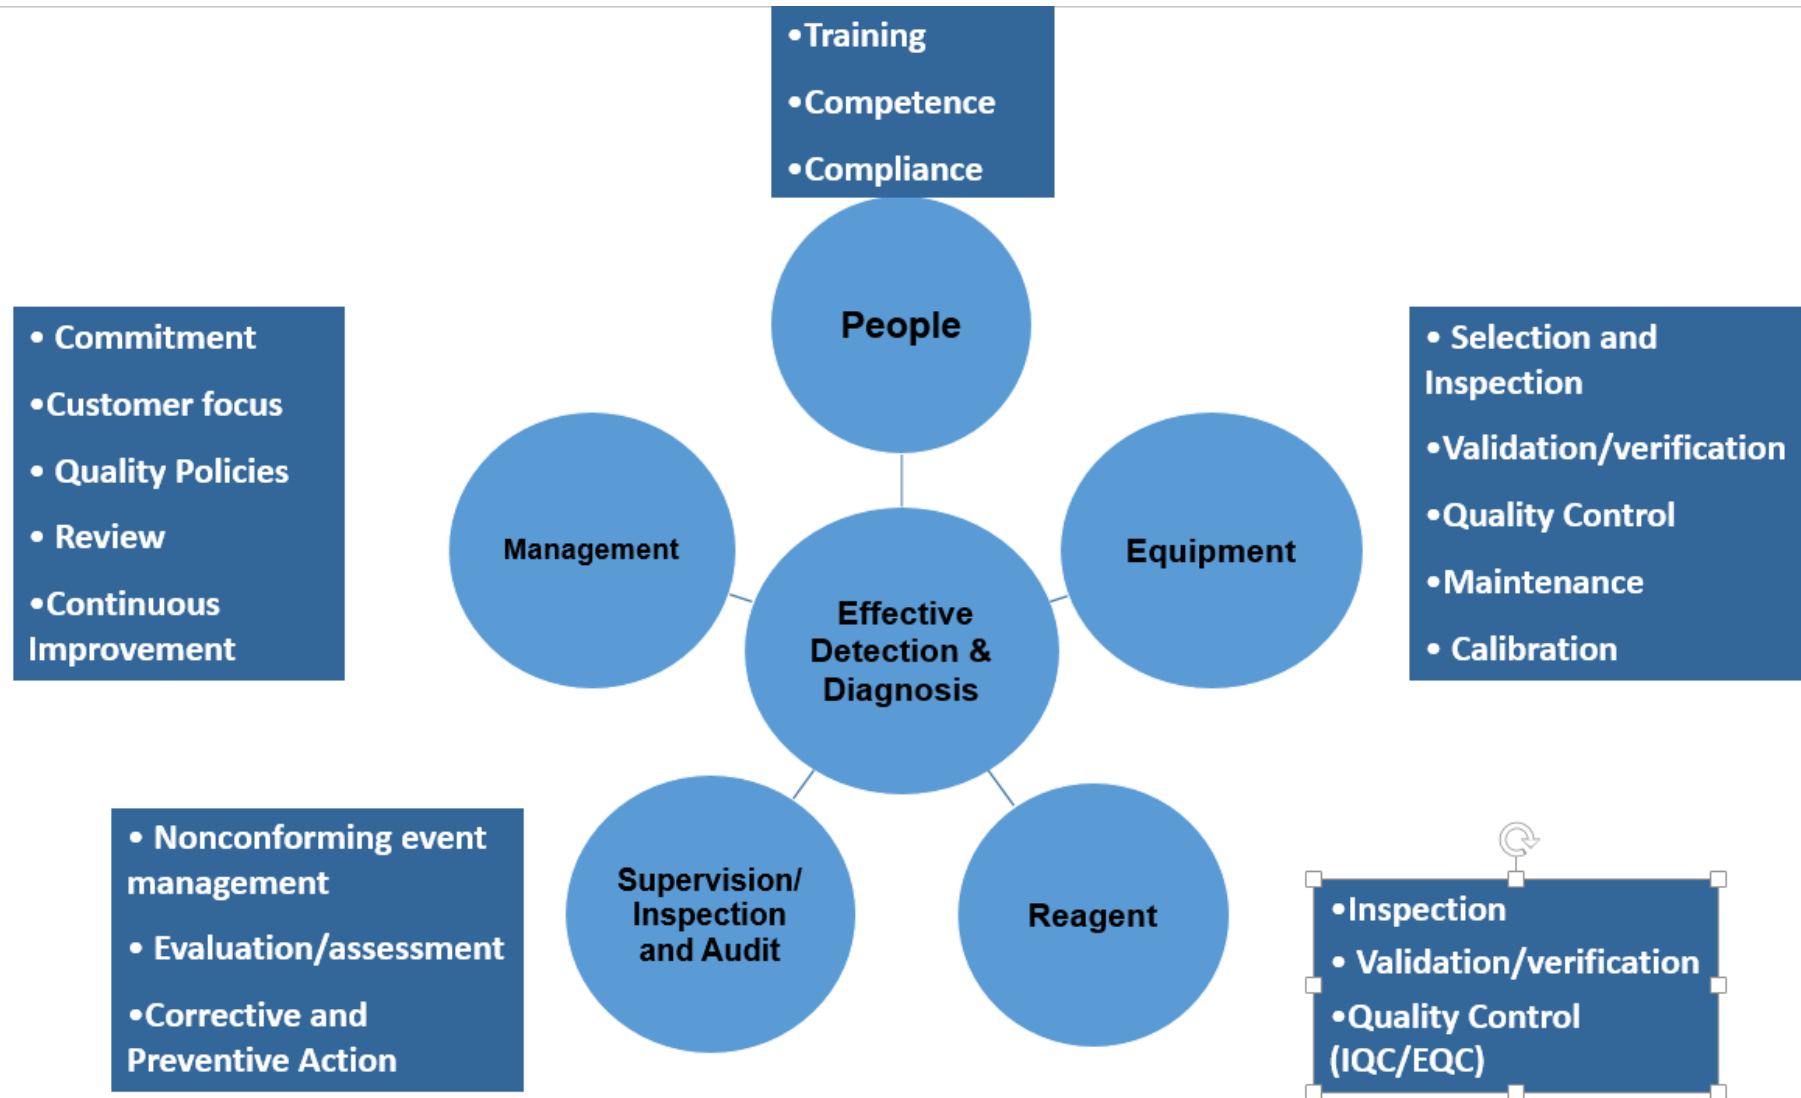 •Training
•Competence
•Compliance
People
• Commitment
•Customer focus
• Quality Policies
• Review
•Continuous
Improvement
Management
Equipment
• Selection and
Inspection
•Validation/verification
•Quality Control
•Maintenance
• Calibration
Effective
Detection &
Diagnosis
• Nonconforming event
management
• Evaluation/assessment
•Corrective and
Preventive Action
Supervision/
Inspection
and Audit
Reagent
•Inspection
• Validation/verification
•Quality Control
(IQC/EQC)